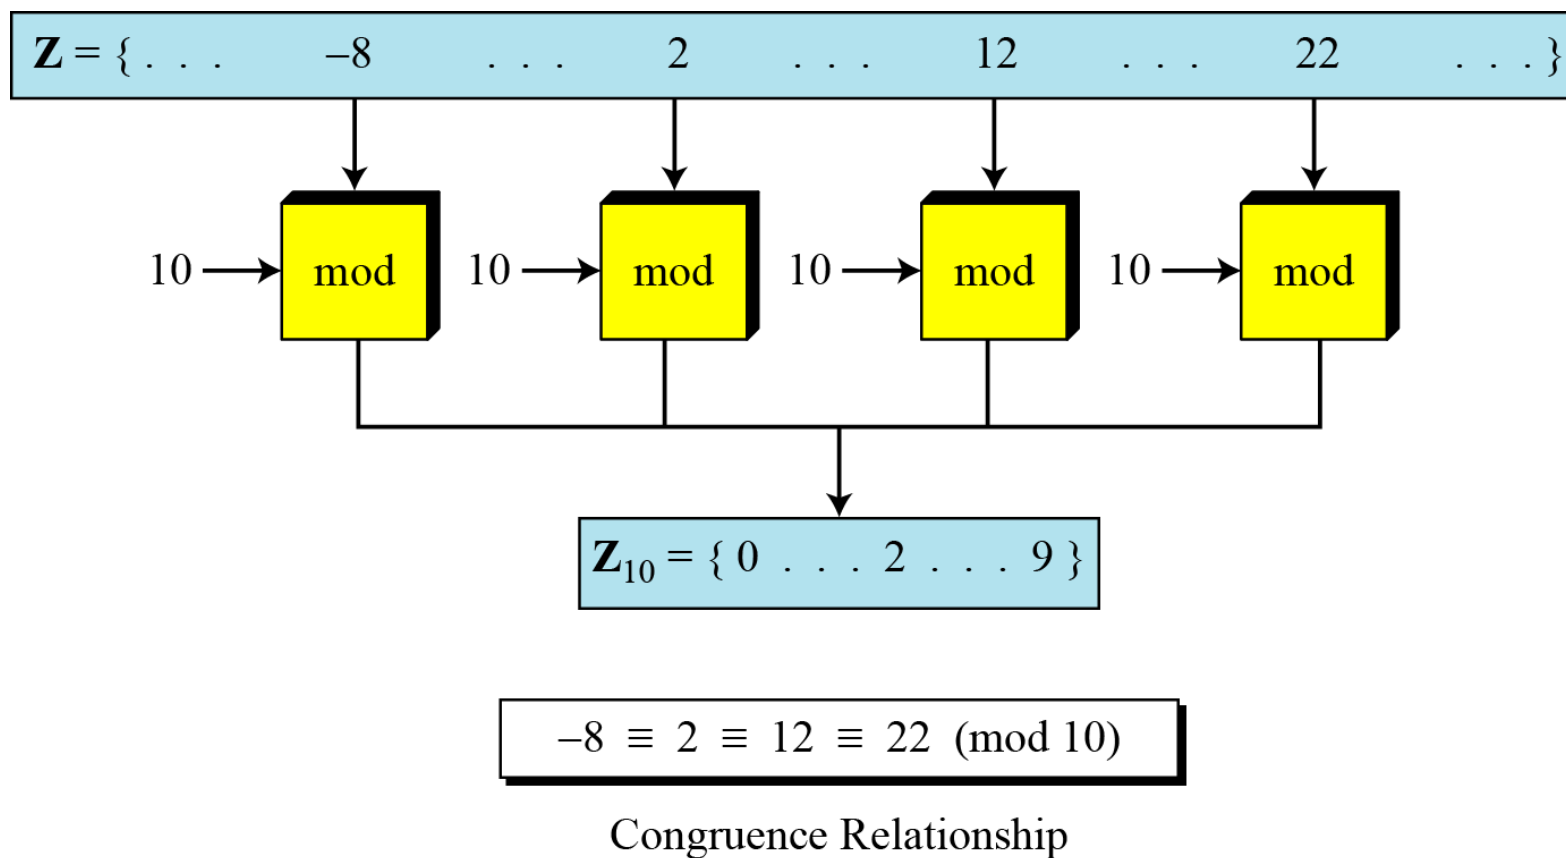 Z = { . . . −8 . . . 2 . . . 12 . . . 22 . . . }
10 mod 10 mod 10 mod 10 mod
Z₁₀ = { 0 . . . 2 . . . 9 }
−8 ≡ 2 ≡ 12 ≡ 22 (mod 10)
Congruence Relationship